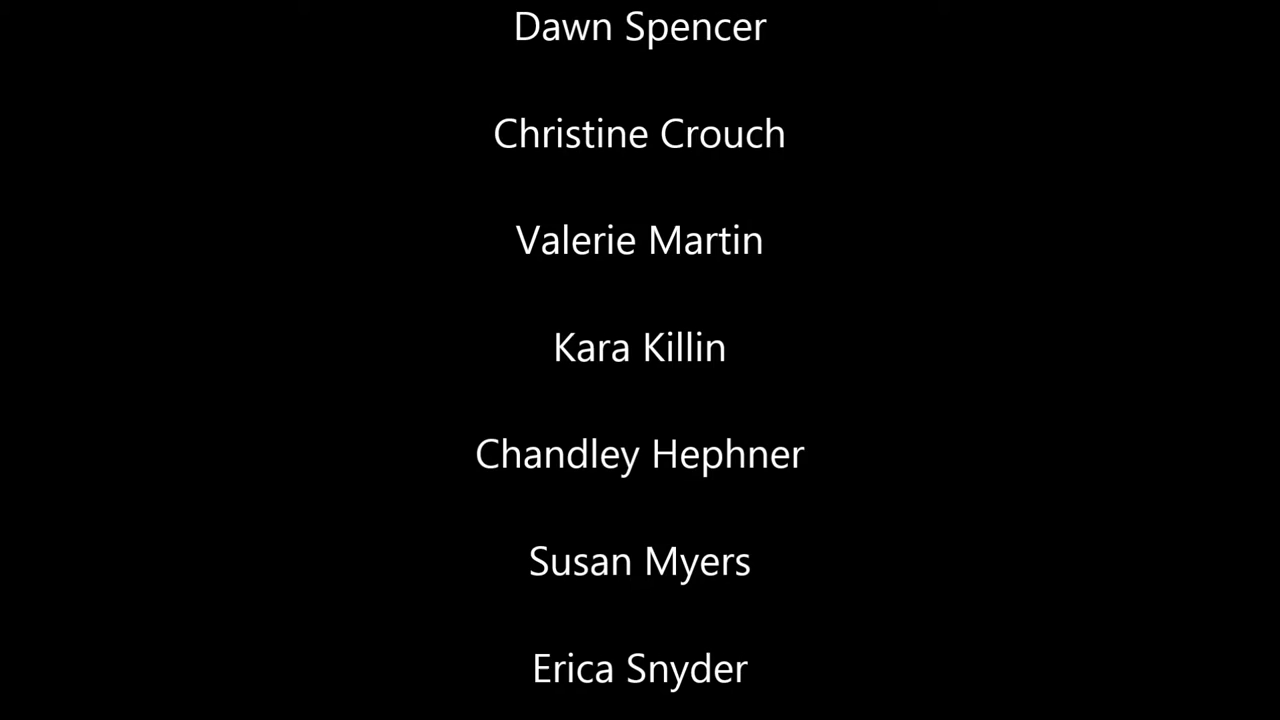 Dawn Spencer
Christine Crouch
Valerie Martin
Kara Killin
Chandley Hephner
Susan Myers
Erica Snyder